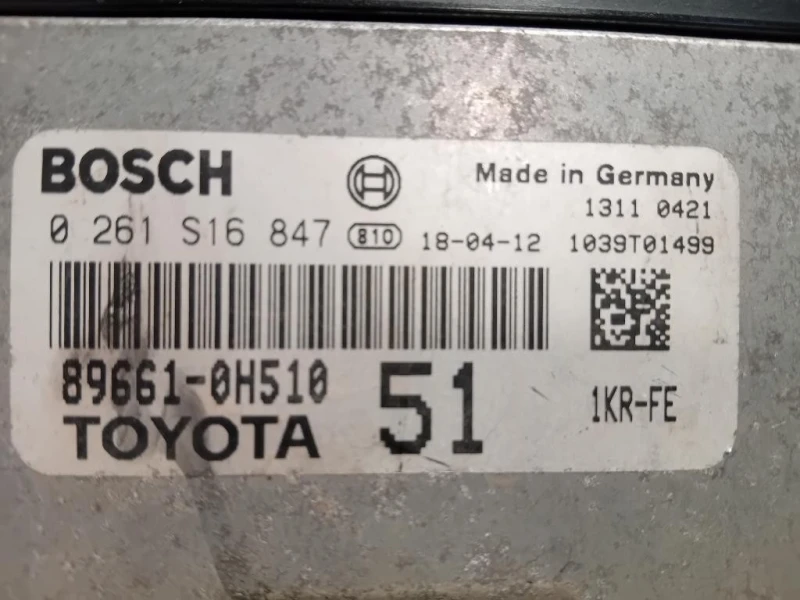 BOSCH
Made in Germany
1311 0421
0 261 S16 847 810 18-04-12 1039T01499
89661-0H510
TOYOTA
51
1KR-FE